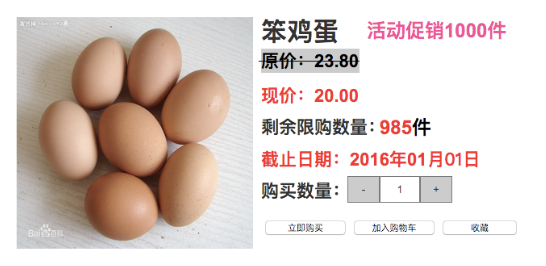 笨鸡蛋 活动促销1000件
原价：23.80
现价：20.00
剩余限购数量：985件
截止日期：2016年01月01日
购买数量： - 1 +
立即购买 加入购物车 收藏
Baidu百科